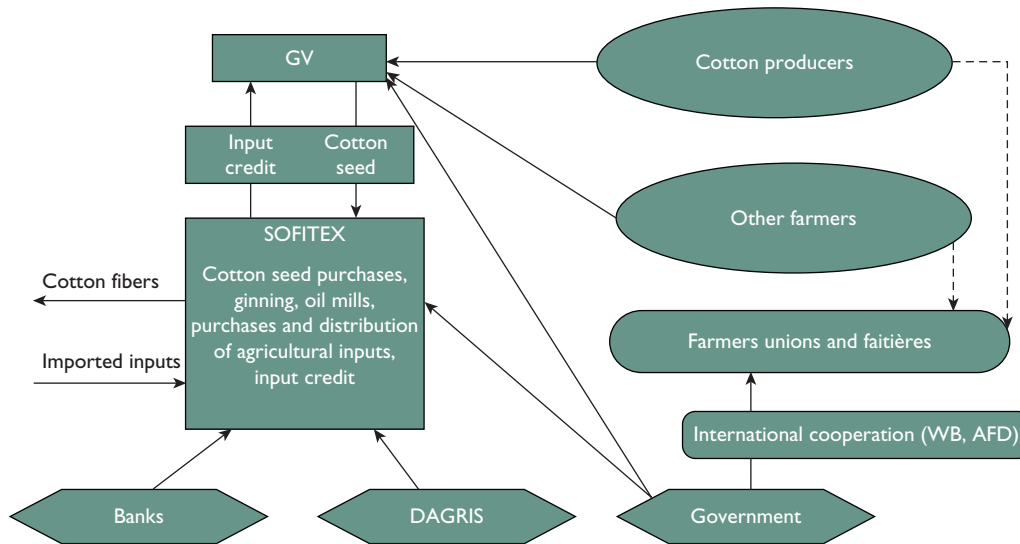 GV
Cotton producers
Input
credit
Cotton
seed
Other farmers
SOFITEX
Cotton seed purchases,
ginning, oil mills,
purchases and distribution
of agricultural inputs,
input credit
Cotton fibers
Imported inputs
Farmers unions and faitières
International cooperation (WB, AFD)
Banks
DAGRIS
Government